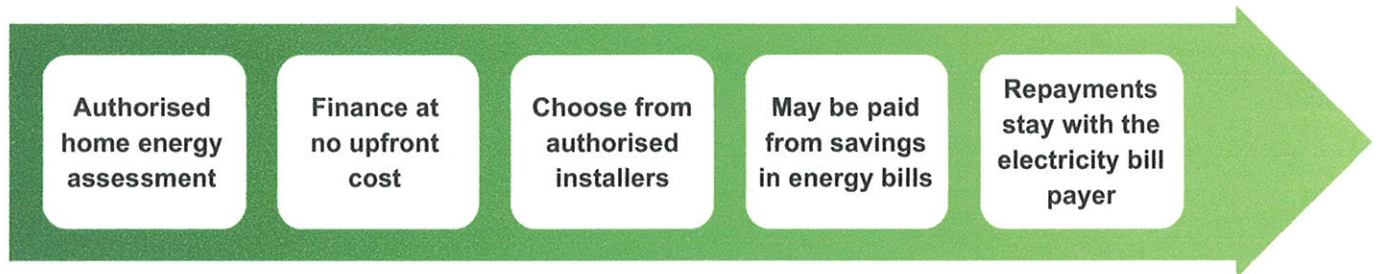 Authorised
home energy
assessment
Finance at
no upfront
cost
Choose from
authorised
installers
May be paid
from savings
in energy bills
Repayments
stay with the
electricity bill
payer